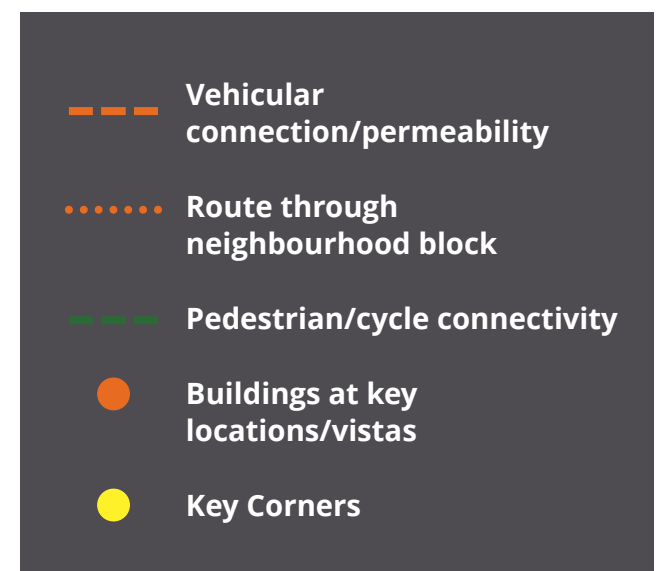 Vehicular
connection/permeability
Route through
neighbourhood block
Pedestrian/cycle connectivity
Buildings at key
locations/vistas
Key Corners